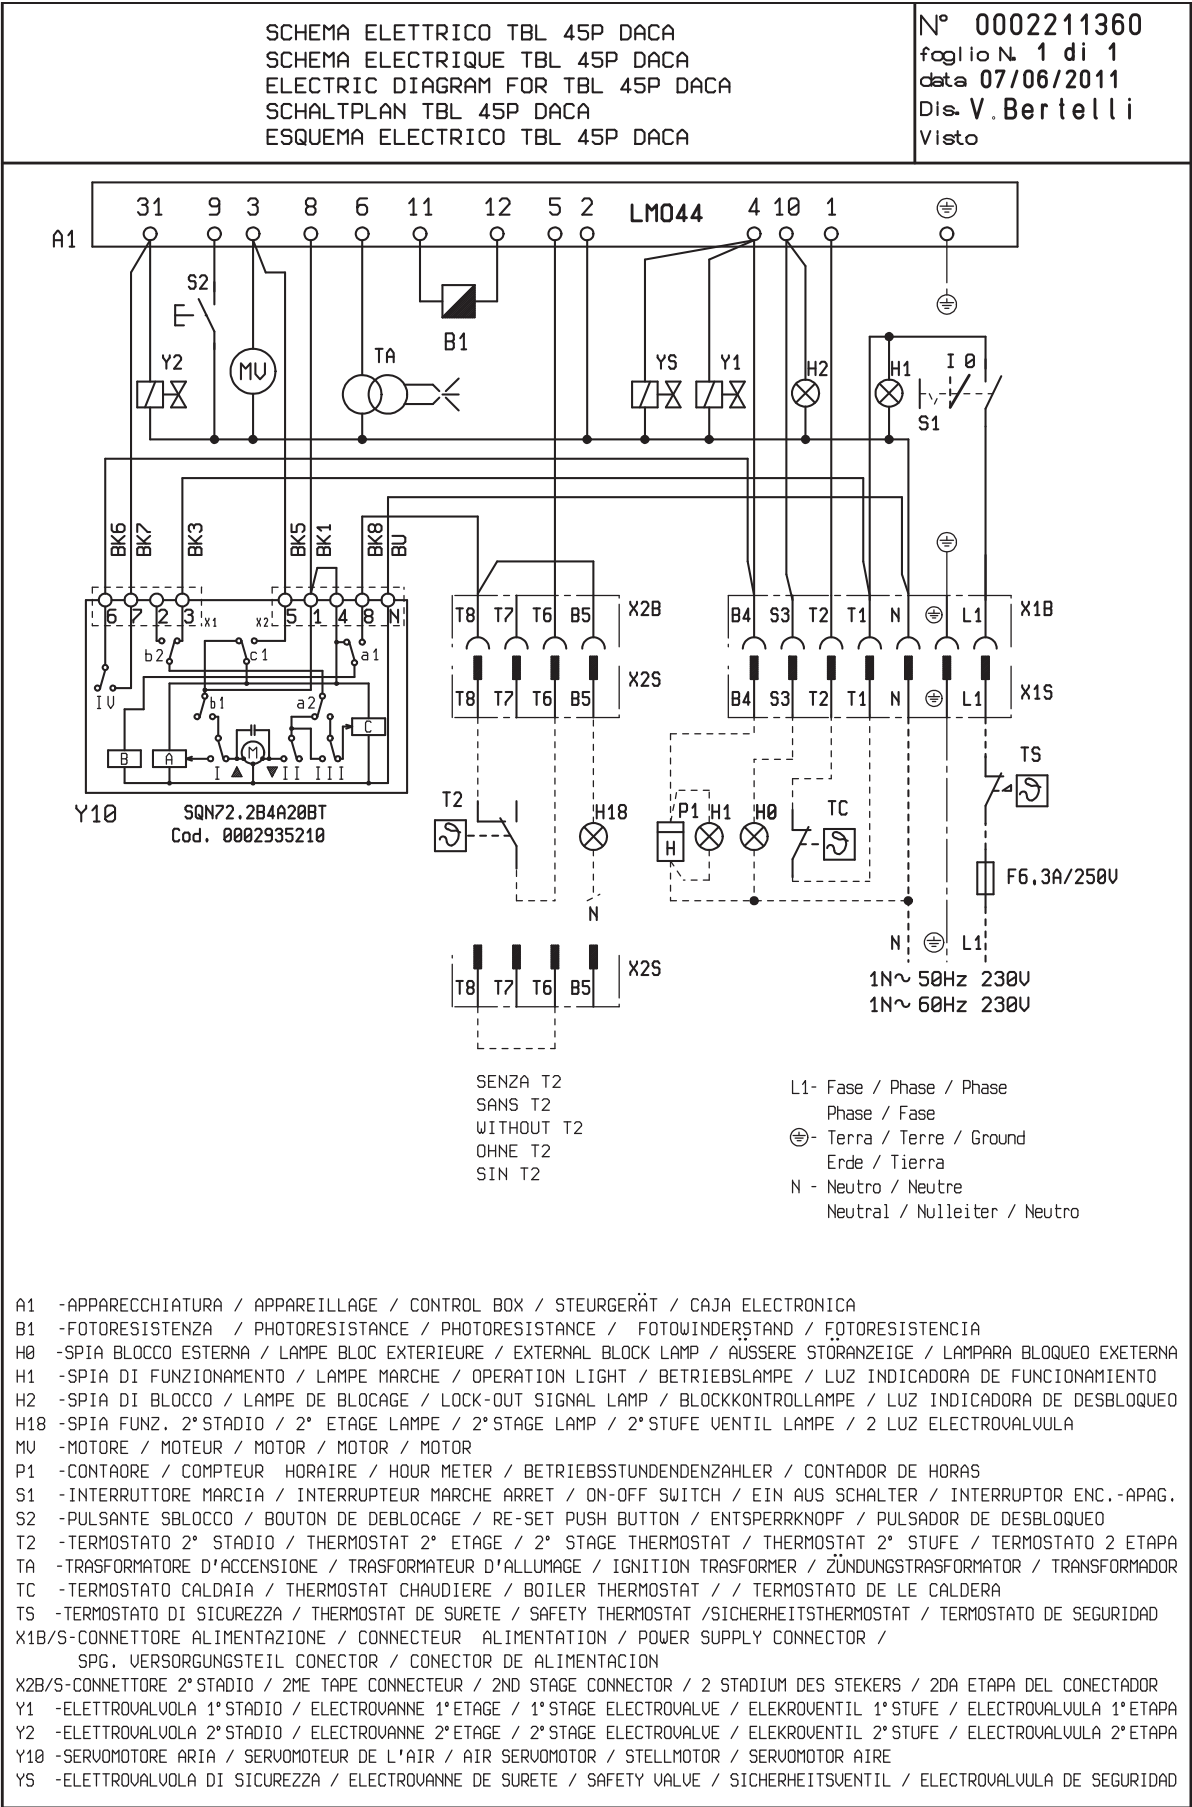 SCHEMA ELETTRICO TBL 45P DACA
SCHEMA ELECTRIQUE TBL 45P DACA
ELECTRIC DIAGRAM FOR TBL 45P DACA
SCHALTPLAN TBL 45P DACA
ESQUEMA ELECTRICO TBL 45P DACA
N° 0002211360
foglio N. 1 di 1
data 07/06/2011
Dis. V. Bertelli
Visto
31 9 3 8 6 11 12 5 2 LMO44 4 10 1
A1
S2
B1
Y2 MV TA YS Y1 H2 H1 I 0
S1
BK6 BK7 BK3 BK5 BK1 BK8 BU
6 7 2 3 X1 X2 5 1 4 8 N
b2 c1 a1
IV b1 a2 C
B A M
I II III
Y10 SQN72.2B4A20BT
Cod. 0002935210
T8 T7 T6 B5 X2B
T8 T7 T6 B5 X2S
B4 S3 T2 T1 N L1 X1B
B4 S3 T2 T1 N L1 X1S
T2 H18 P1 H1 H0 TC TS
H
F6,3A/250V
N
N L1
1N~ 50Hz 230V
1N~ 60Hz 230V
T8 T7 T6 B5 X2S
SENZA T2
SANS T2
WITHOUT T2
OHNE T2
SIN T2
L1- Fase / Phase / Phase
Phase / Fase
- Terra / Terre / Ground
Erde / Tierra
N - Neutro / Neutre
Neutral / Nulleiter / Neutro
A1 -APPARECCHIATURA / APPAREILLAGE / CONTROL BOX / STEURGERÄT / CAJA ELECTRONICA
B1 -FOTORESISTENZA / PHOTORESISTANCE / PHOTORESISTANCE / FOTOWINDERSTAND / FOTORESISTENCIA
H0 -SPIA BLOCCO ESTERNA / LAMPE BLOC EXTERIEURE / EXTERNAL BLOCK LAMP / AÜSSERE STÖRANZEIGE / LAMPARA BLOQUEO EXETERNA
H1 -SPIA DI FUNZIONAMENTO / LAMPE MARCHE / OPERATION LIGHT / BETRIEBSLAMPE / LUZ INDICADORA DE FUNCIONAMIENTO
H2 -SPIA DI BLOCCO / LAMPE DE BLOCAGE / LOCK-OUT SIGNAL LAMP / BLOCKKONTROLLAMPE / LUZ INDICADORA DE DESBLOQUEO
H18 -SPIA FUNZ. 2°STADIO / 2° ETAGE LAMPE / 2°STAGE LAMP / 2°STUFE VENTIL LAMPE / 2 LUZ ELECTROVALVULA
MV -MOTORE / MOTEUR / MOTOR / MOTOR / MOTOR
P1 -CONTAORE / COMPTEUR HORAIRE / HOUR METER / BETRIEBSSTUNDENDENZAHLER / CONTADOR DE HORAS
S1 -INTERRUTTORE MARCIA / INTERRUPTEUR MARCHE ARRET / ON-OFF SWITCH / EIN AUS SCHALTER / INTERRUPTOR ENC.-APAG.
S2 -PULSANTE SBLOCCO / BOUTON DE DEBLOCAGE / RE-SET PUSH BUTTON / ENTSPERRKNOPF / PULSADOR DE DESBLOQUEO
T2 -TERMOSTATO 2° STADIO / THERMOSTAT 2° ETAGE / 2° STAGE THERMOSTAT / THERMOSTAT 2° STUFE / TERMOSTATO 2 ETAPA
TA -TRASFORMATORE D'ACCENSIONE / TRASFORMATEUR D'ALLUMAGE / IGNITION TRASFORMER / ZÜNDUNGSTRASFORMATOR / TRANSFORMADOR
TC -TERMOSTATO CALDAIA / THERMOSTAT CHAUDIERE / BOILER THERMOSTAT / / TERMOSTATO DE LE CALDERA
TS -TERMOSTATO DI SICUREZZA / THERMOSTAT DE SURETE / SAFETY THERMOSTAT /SICHERHEITSTHERMOSTAT / TERMOSTATO DE SEGURIDAD
X1B/S-CONNETTORE ALIMENTAZIONE / CONNECTEUR ALIMENTATION / POWER SUPPLY CONNECTOR /
SPG. VERSORGUNGSTEIL CONECTOR / CONECTOR DE ALIMENTACION
X2B/S-CONNETTORE 2°STADIO / 2ME TAPE CONNECTEUR / 2ND STAGE CONNECTOR / 2 STADIUM DES STEKERS / 2DA ETAPA DEL CONECTADOR
Y1 -ELETTROVALVOLA 1°STADIO / ELECTROVANNE 1°ETAGE / 1°STAGE ELECTROVALVE / ELEKROVENTIL 1°STUFE / ELECTROVALVULA 1°ETAPA
Y2 -ELETTROVALVOLA 2°STADIO / ELECTROVANNE 2°ETAGE / 2°STAGE ELECTROVALVE / ELEKROVENTIL 2°STUFE / ELECTROVALVULA 2°ETAPA
Y10 -SERVOMOTORE ARIA / SERVOMOTEUR DE L'AIR / AIR SERVOMOTOR / STELLMOTOR / SERVOMOTOR AIRE
YS -ELETTROVALVOLA DI SICUREZZA / ELECTROVANNE DE SURETE / SAFETY VALVE / SICHERHEITSVENTIL / ELECTROVALVULA DE SEGURIDAD